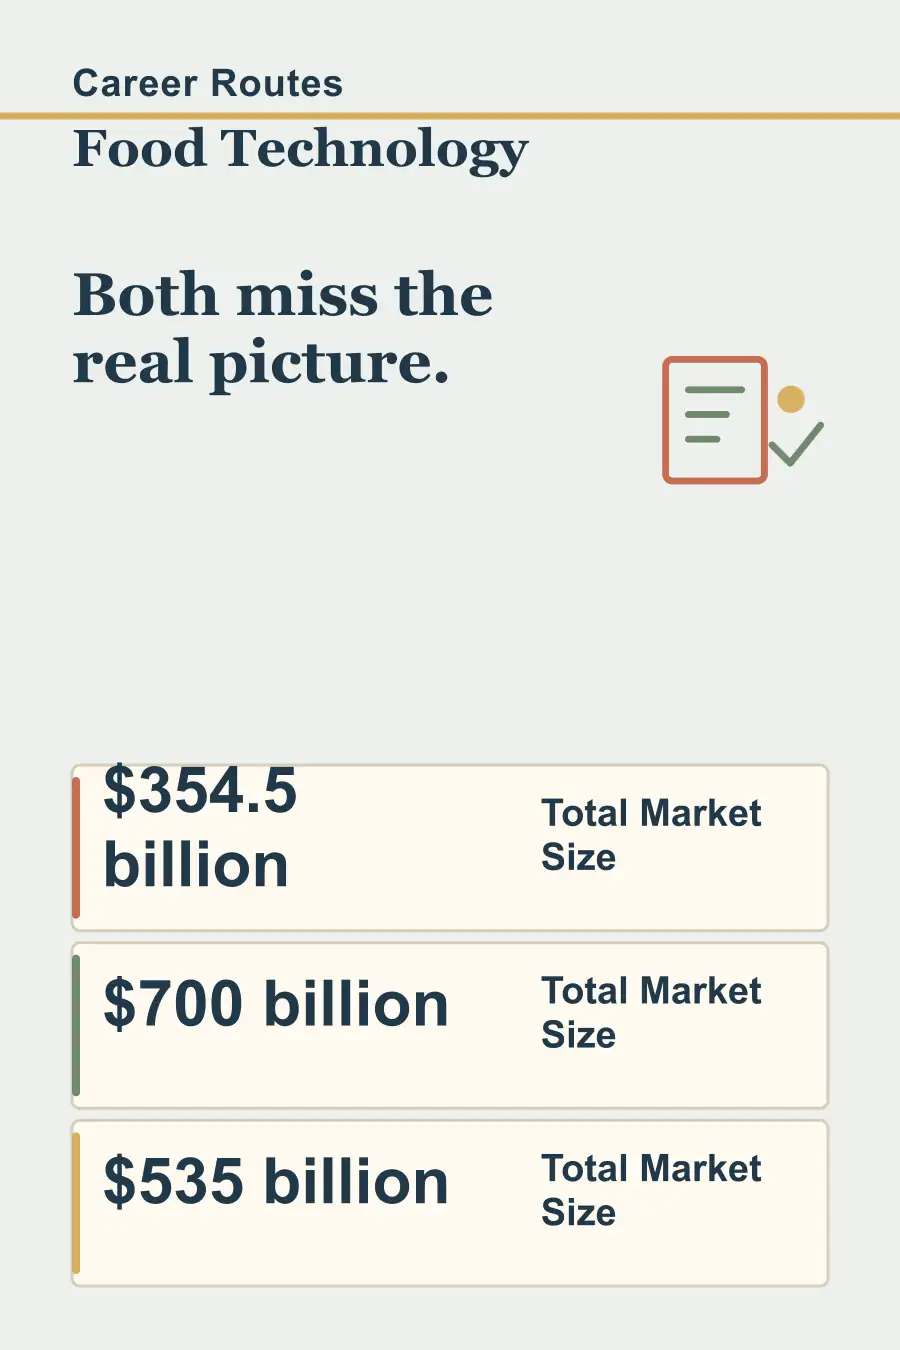 Career Routes
Food Technology
Both miss the
real picture.
$354.5
billion
Total Market
Size
$700 billion
Total Market
Size
$535 billion
Total Market
Size